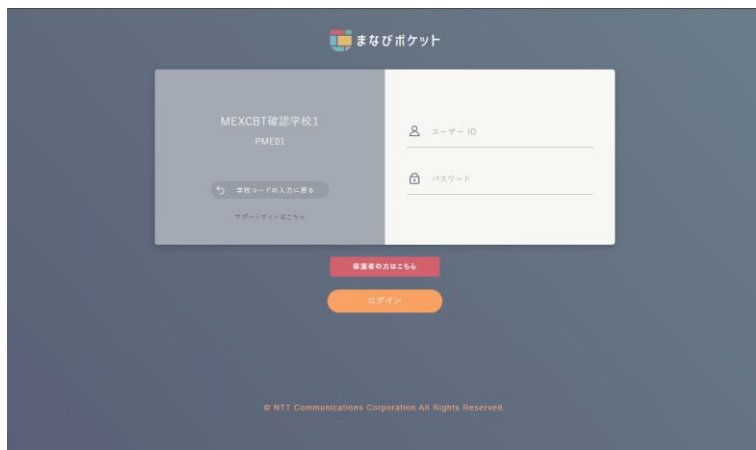 まなびポケット
MEXCBT確認学校1
PME01
学校コードの入力に戻る
サポートサイトはこちら
ユーザー ID
パスワード
保護者の方はこちら
ログイン
© NTT Communications Corporation All Rights Reserved.